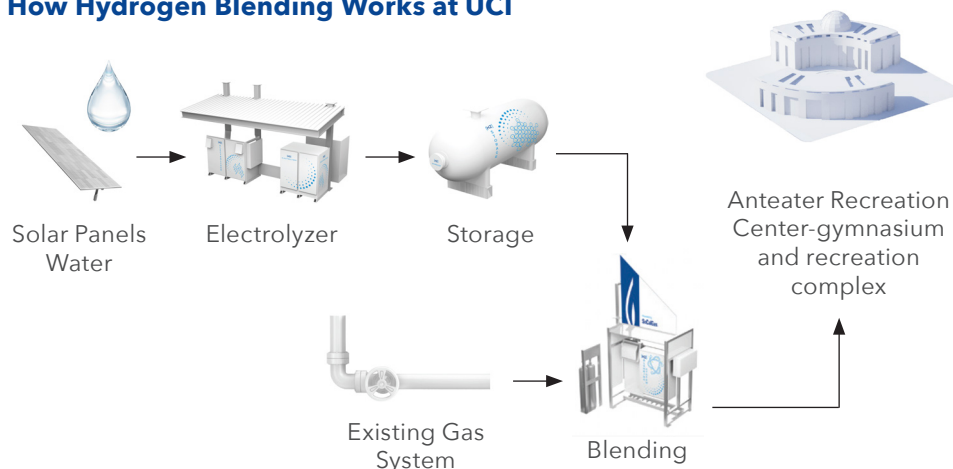 How Hydrogen Blending Works at UCI
Solar Panels
Water
Electrolyzer
Storage
Anteater Recreation
Center-gymnasium
and recreation
complex
Existing Gas
System
Blending